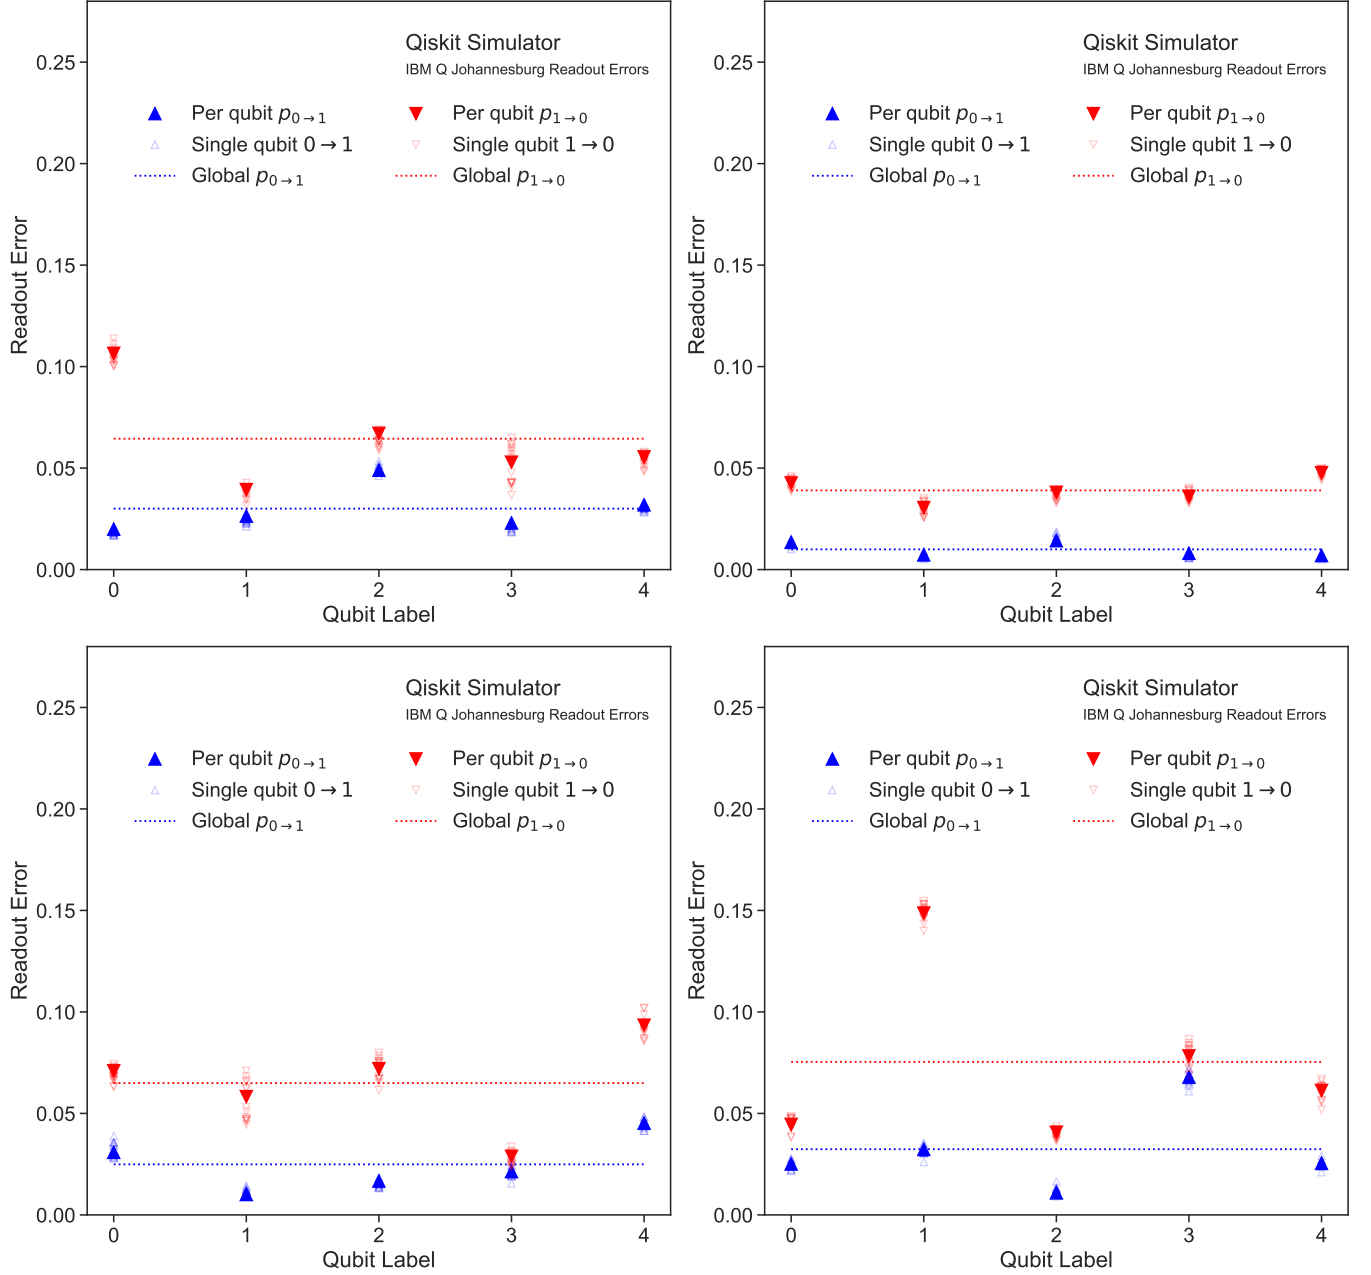 Qiskit Simulator
IBM Q Johannesburg Readout Errors
Per qubit p0→1 Per qubit p1→0
Single qubit 0→1 Single qubit 1→0
Global p0→1 Global p1→0
Readout Error
0.25
0.20
0.15
0.10
0.05
0.00
0 1 2 3 4
Qubit Label
Qiskit Simulator
IBM Q Johannesburg Readout Errors
Per qubit p0→1 Per qubit p1→0
Single qubit 0→1 Single qubit 1→0
Global p0→1 Global p1→0
Readout Error
0.25
0.20
0.15
0.10
0.05
0.00
0 1 2 3 4
Qubit Label
Qiskit Simulator
IBM Q Johannesburg Readout Errors
Per qubit p0→1 Per qubit p1→0
Single qubit 0→1 Single qubit 1→0
Global p0→1 Global p1→0
Readout Error
0.25
0.20
0.15
0.10
0.05
0.00
0 1 2 3 4
Qubit Label
Qiskit Simulator
IBM Q Johannesburg Readout Errors
Per qubit p0→1 Per qubit p1→0
Single qubit 0→1 Single qubit 1→0
Global p0→1 Global p1→0
Readout Error
0.25
0.20
0.15
0.10
0.05
0.00
0 1 2 3 4
Qubit Label